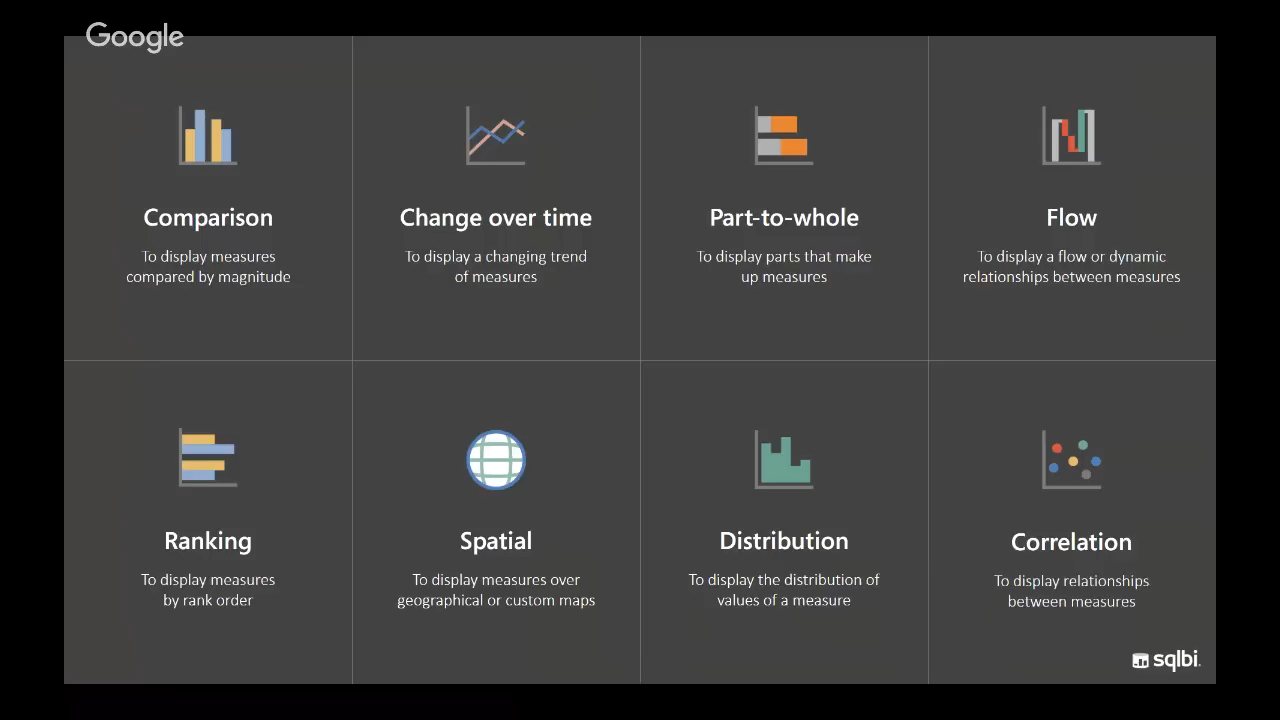 Google
Comparison
To display measures
compared by magnitude
Change over time
To display a changing trend
of measures
Part-to-whole
To display parts that make
up measures
Flow
To display a flow or dynamic
relationships between measures
Ranking
To display measures
by rank order
Spatial
To display measures over
geographical or custom maps
Distribution
To display the distribution of
values of a measure
Correlation
To display relationships
between measures
sqlbi.